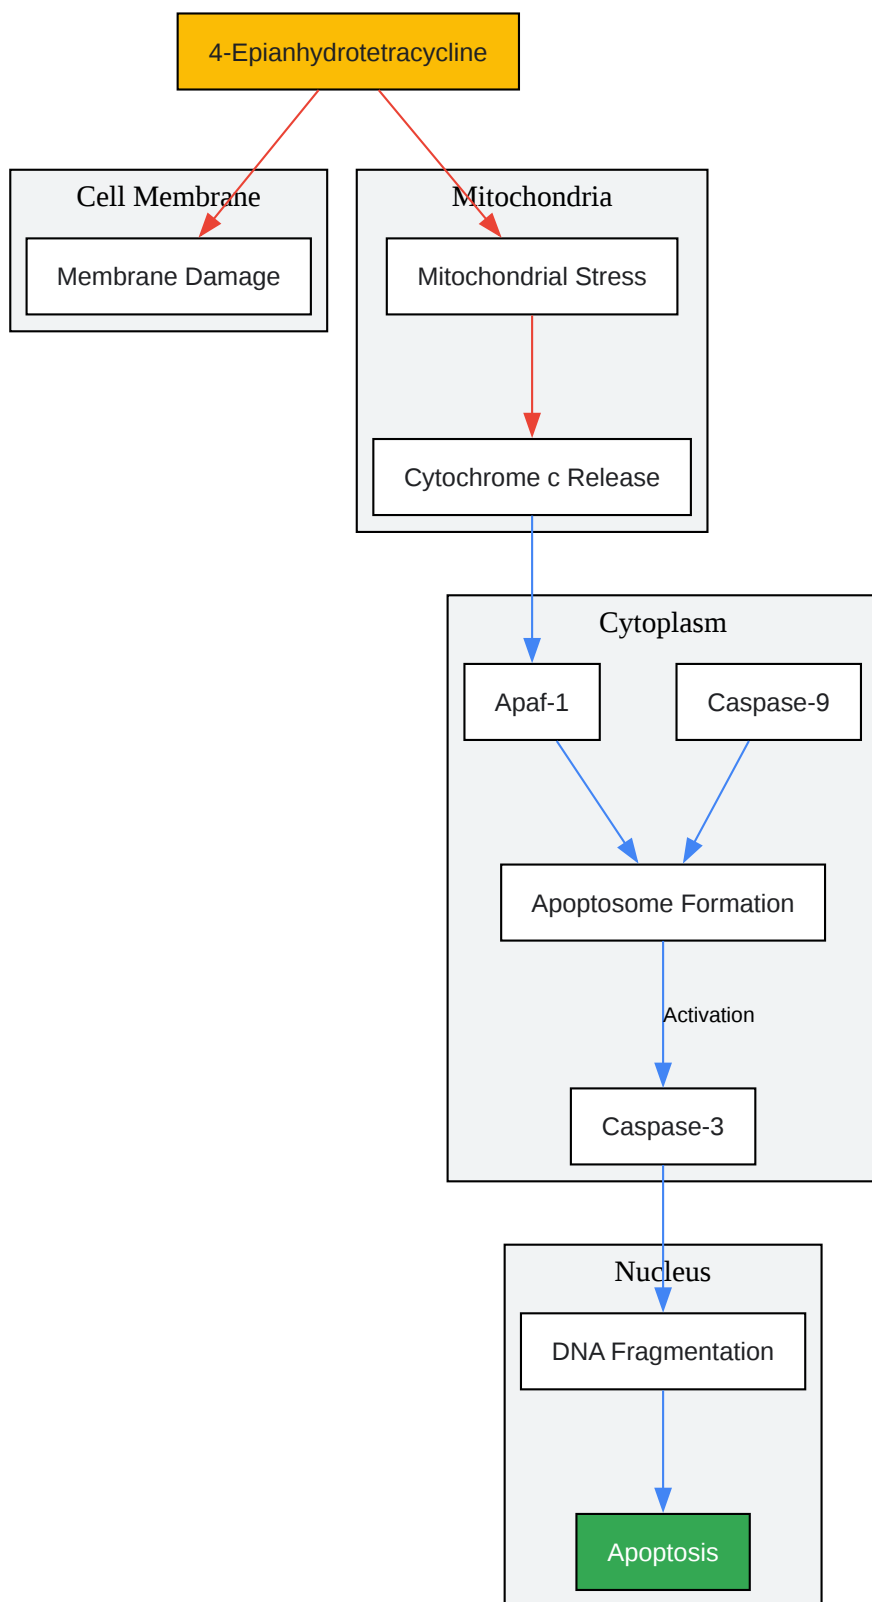 4-Epianhydrotetracycline
Cell Membrane
Mitochondria
Membrane Damage
Mitochondrial Stress
Cytochrome c Release
Cytoplasm
Apaf-1
Caspase-9
Apoptosome Formation
Activation
Caspase-3
Nucleus
DNA Fragmentation
Apoptosis